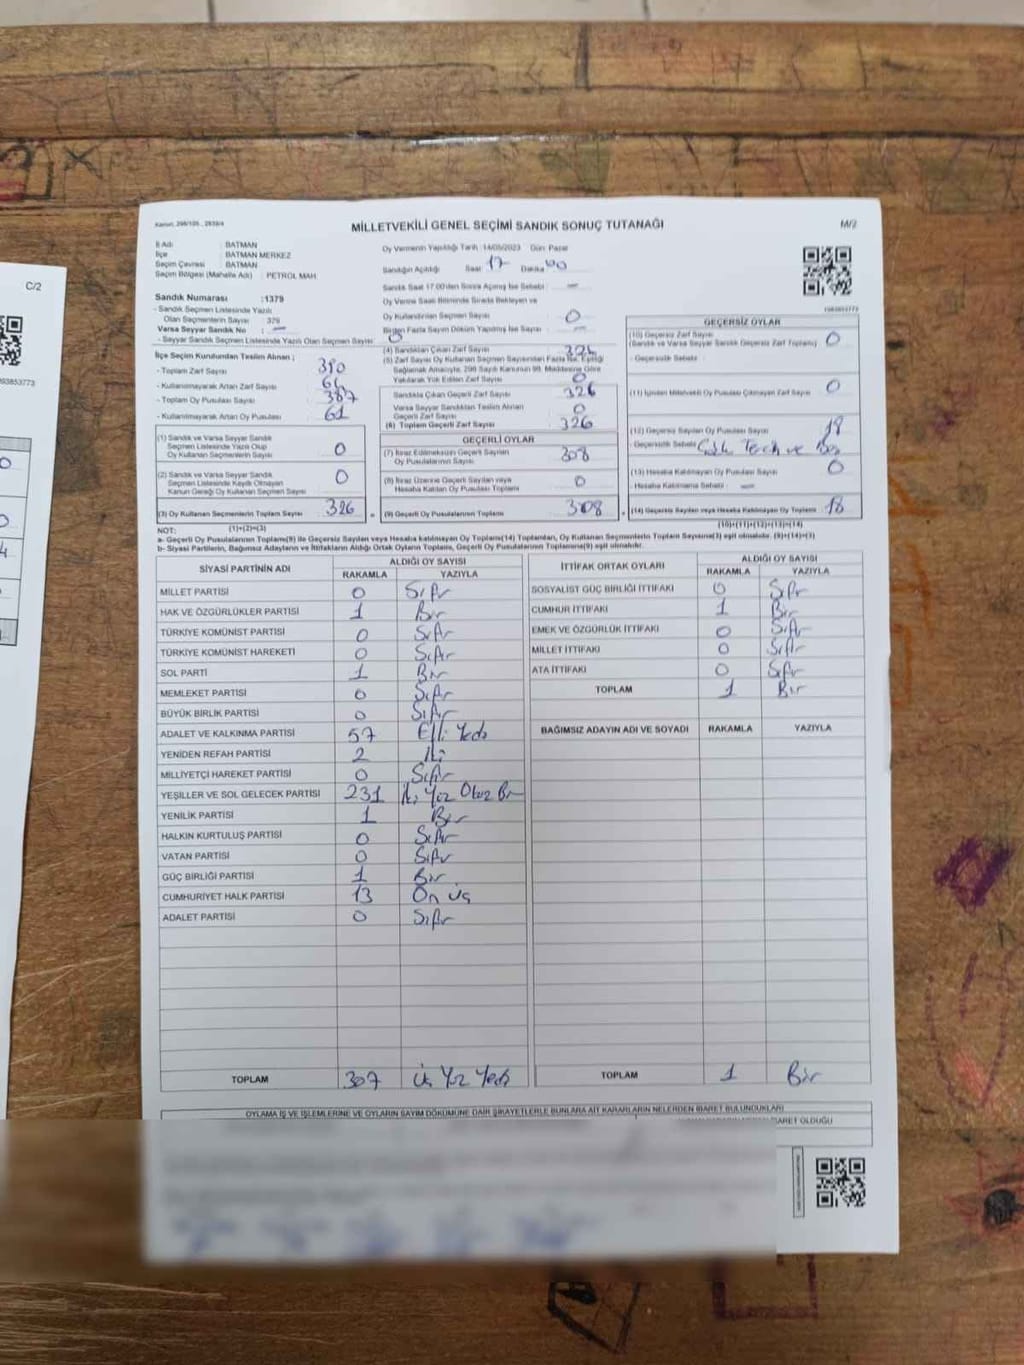 C/2
Kanun: 298/105 , 2839/4
MİLLETVEKİLİ GENEL SEÇİMİ SANDIK SONUÇ TUTANAĞI
M/2
İl Adı : BATMAN
İlçe : BATMAN MERKEZ
Seçim Çevresi : BATMAN
Seçim Bölgesi (Mahalle Adı) : PETROL MAH.
Oy Vermenin Yapıldığı Tarih :14/05/2023 Gün: Pazar
Sandığın Açıldığı Saat 17 Dakika 00
Sandık Saat 17.00'den Sonra Açılmış İse Sebebi : —
Oy Verme Saati Bitiminde Sırada Bekleyen ve
Oy Kullandırılan Seçmen Sayısı 0
Birden Fazla Sayım Döküm Yapılmış İse Sayısı —
Sandık Numarası :1379
- Sandık Seçmen Listesinde Yazılı
Olan Seçmenlerin Sayısı : 379
Varsa Seyyar Sandık No : —
- Seyyar Sandık Seçmen Listesinde Yazılı Olan Seçmen Sayısı 0
İlçe Seçim Kurulundan Teslim Alınan ;
- Toplam Zarf Sayısı
- Kullanılmayarak Artan Zarf Sayısı
- Toplam Oy Pusulası Sayısı 387
- Kullanılmayarak Artan Oy Pusulası 61
(1) Sandık ve Varsa Seyyar Sandık
Seçmen Listesinde Yazılı Olup
Oy Kullanan Seçmenlerin Sayısı 0
(2) Sandık ve Varsa Seyyar Sandık
Seçmen Listesinde Kayıtlı Olmayan
Kanun Gereği Oy Kullanan Seçmen Sayısı 0
(3) Oy Kullanan Seçmenlerin Toplam Sayısı 326
(1)+(2)=(3)
(4) Sandıktan Çıkan Zarf Sayısı 326
(5) Zarf Sayısı Oy Kullanan Seçmen Sayısından Fazla İse, Eşitliği
Sağlamak Amacıyla, 298 Sayılı Kanunun 98. Maddesine Göre
Yakılarak Yok Edilen Zarf Sayısı 0
Sandıkta Çıkan Geçerli Zarf Sayısı 326
Varsa Seyyar Sandıktan Teslim Alınan
Geçerli Zarf Sayısı 0
(6) Toplam Geçerli Zarf Sayısı 326
GEÇERLİ OYLAR
(7) İtiraz Edilmeksizin Geçerli Sayılan
Oy Pusulalarının Sayısı 308
(8) İtiraz Üzerine Geçerli Sayılan veya
Hesaba Katılan Oy Pusulaları Toplamı 0
(9) Geçerli Oy Pusulalarının Toplamı 308
GEÇERSİZ OYLAR
(10) Geçersiz Zarf Sayısı
(Sandık ve Varsa Seyyar Sandık Geçersiz Zarf Toplamı) 0
- Geçersizlik Sebebi :
(11) İçinden Milletvekili Oy Pusulası Çıkmayan Zarf Sayısı 0
(12) Geçersiz Sayılan Oy Pusulası Sayısı 18
- Geçersizlik Sebebi : Çok Tercih ve Boş
(13) Hesaba Katılmayan Oy Pusulası Sayısı 0
- Hesaba Katılmama Sebebi : —
(14) Geçersiz Sayılan veya Hesaba Katılmayan Oy Toplamı 18
(10)+(11)+(12)+(13)=(14)
NOT:
a- Geçerli Oy Pusulaları Toplamı(9) ile Geçersiz Sayılan veya Hesaba katılmayan Oy Toplamı(14) Toplamları, Oy Kullanan Seçmenlerin Toplam Sayısına(3) eşit olmalıdır. (9)+(14)=(3)
b- Siyasi Partilerin, Bağımsız Adayların ve İttifakların Aldığı Ortak Oyların Toplamı, Geçerli Oy Pusulalarının Toplamına(9) eşit olmalıdır.
SİYASİ PARTİNİN ADI ALDIĞI OY SAYISI
RAKAMLA YAZIYLA
MİLLET PARTİSİ 0 Sıfır
HAK VE ÖZGÜRLÜKLER PARTİSİ 1 Bir
TÜRKİYE KOMÜNİST PARTİSİ 0 Sıfır
TÜRKİYE KOMÜNİST HAREKETİ 0 Sıfır
SOL PARTİ 1 Bir
MEMLEKET PARTİSİ 0 Sıfır
BÜYÜK BİRLİK PARTİSİ 0 Sıfır
ADALET VE KALKINMA PARTİSİ 57 Elli Yedi
YENİDEN REFAH PARTİSİ 2 İki
MİLLİYETÇİ HAREKET PARTİSİ 0 Sıfır
YEŞİLLER VE SOL GELECEK PARTİSİ 231 İki Yüz Otuz Bir
YENİLİK PARTİSİ 1 Bir
HALKIN KURTULUŞ PARTİSİ 0 Sıfır
VATAN PARTİSİ 0 Sıfır
GÜÇ BİRLİĞİ PARTİSİ 1 Bir
CUMHURİYET HALK PARTİSİ 13 On üç
ADALET PARTİSİ 0 Sıfır
TOPLAM 307 Üç Yüz Yedi
İTTİFAK ORTAK OYLARI ALDIĞI OY SAYISI
RAKAMLA YAZIYLA
SOSYALİST GÜÇ BİRLİĞİ İTTİFAKI 0 Sıfır
CUMHUR İTTİFAKI 1 Bir
EMEK VE ÖZGÜRLÜK İTTİFAKI 0 Sıfır
MİLLET İTTİFAKI 0 Sıfır
ATA İTTİFAKI 0 Sıfır
TOPLAM 1 Bir
BAĞIMSIZ ADAYIN ADI VE SOYADI RAKAMLA YAZIYLA
TOPLAM 1 Bir
OYLAMA İŞ VE İŞLEMLERİNE VE OYLARIN SAYIM DÖKÜMÜNE DAİR ŞİKAYETLERLE BUNLARA AİT KARARLARIN NELERDEN İBARET BULUNDUKLARI